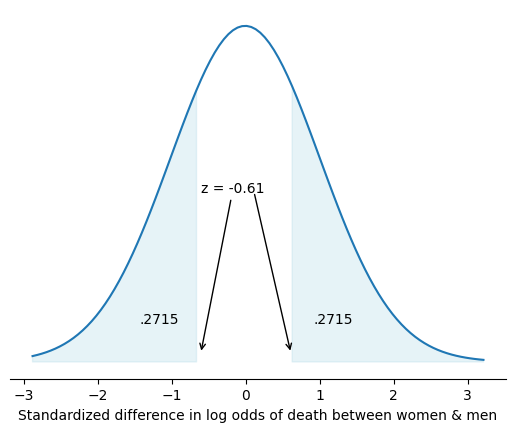 z = -0.61
.2715 .2715
−3 −2 −1 0 1 2 3
Standardized difference in log odds of death between women & men